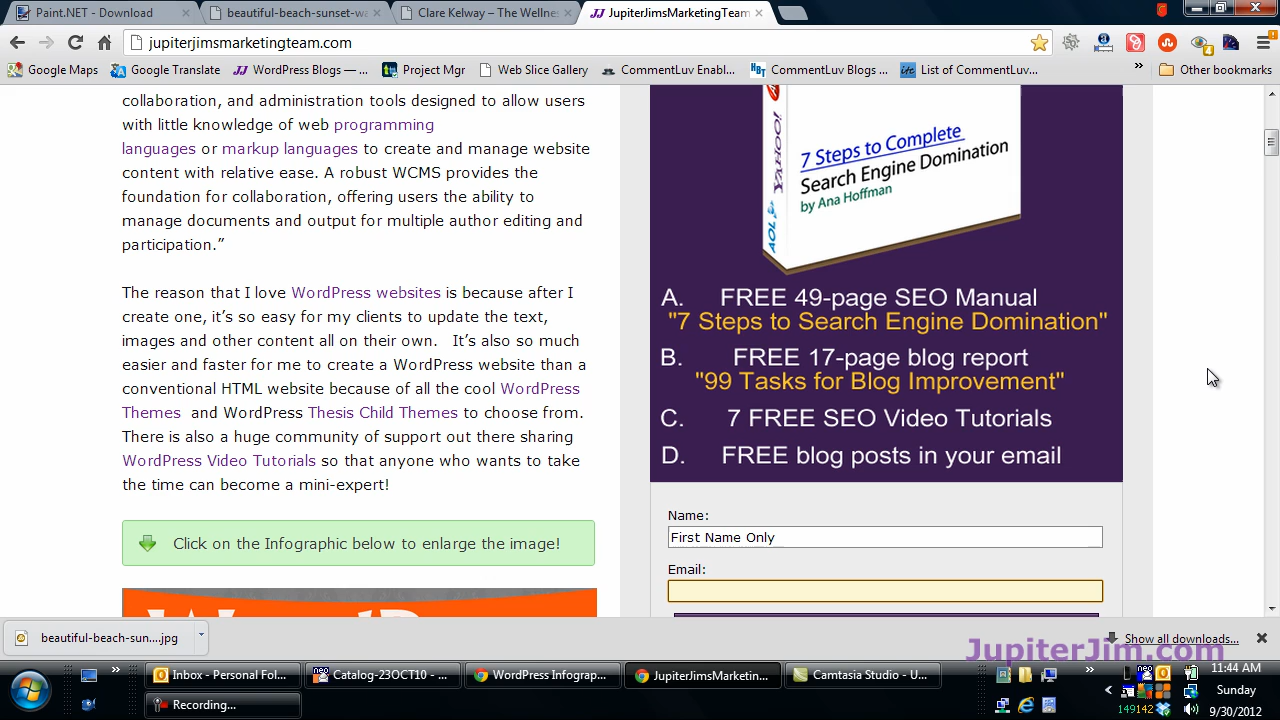 Paint.NET - Download
beautiful-beach-sunset-wa
Clare Kelway – The Wellnes
JJ JupiterJimsMarketingTeam
jupiterjimsmarketingteam.com
Google Maps
Google Translate
JJ WordPress Blogs — ...
Project Mgr
Web Slice Gallery
CommentLuv Enabl...
CommentLuv Blogs ...
List of CommentLuv...
»
Other bookmarks
collaboration, and administration tools designed to allow users
with little knowledge of web programming
languages or markup languages to create and manage website
content with relative ease. A robust WCMS provides the
foundation for collaboration, offering users the ability to
manage documents and output for multiple author editing and
participation.”
The reason that I love WordPress websites is because after I
create one, it’s so easy for my clients to update the text,
images and other content all on their own. It’s also so much
easier and faster for me to create a WordPress website than a
conventional HTML website because of all the cool WordPress
Themes and WordPress Thesis Child Themes to choose from.
There is also a huge community of support out there sharing
WordPress Video Tutorials so that anyone who wants to take
the time can become a mini-expert!
Click on the Infographic below to enlarge the image!
YAHOO!
AOL
7 Steps to Complete
Search Engine Domination
by Ana Hoffman
A. FREE 49-page SEO Manual
"7 Steps to Search Engine Domination"
B. FREE 17-page blog report
"99 Tasks for Blog Improvement"
C. 7 FREE SEO Video Tutorials
D. FREE blog posts in your email
Name:
First Name Only
Email:
beautiful-beach-sun....jpg
Show all downloads...
JupiterJim.com
Inbox - Personal Fol...
Catalog-23OCT10 - ...
WordPress Infograp...
JupiterJimsMarketin...
Camtasia Studio - U...
Recording...
11:44 AM
Sunday
9/30/2012
149142